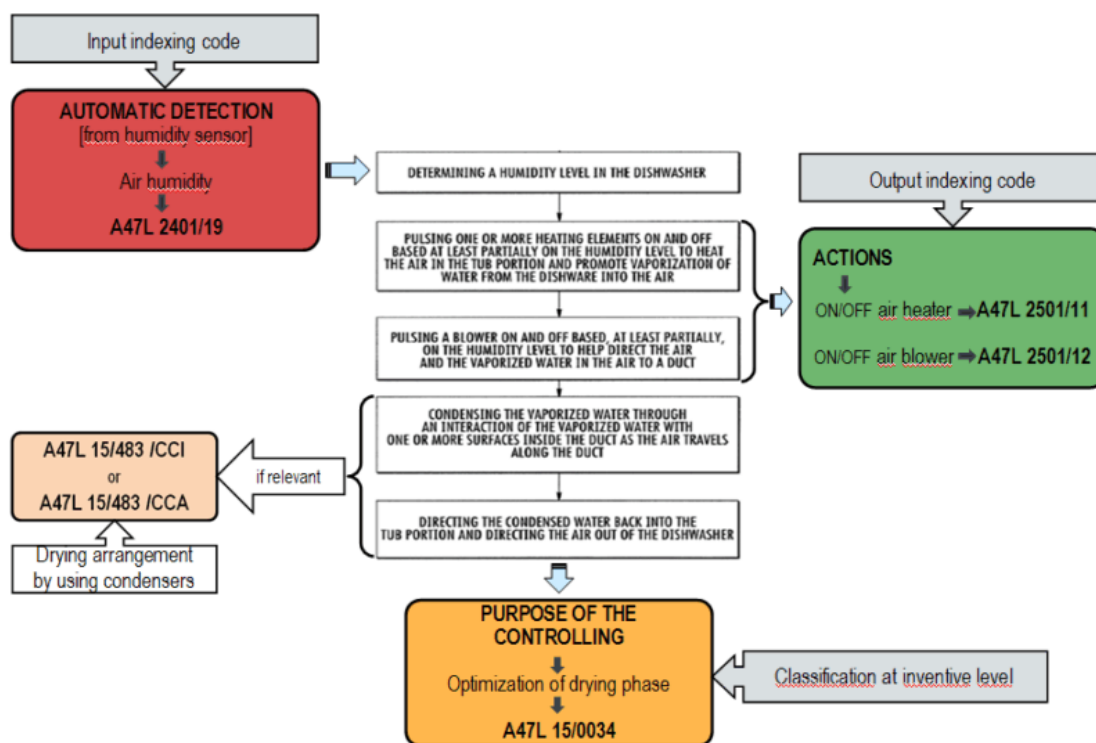 Input indexing code
AUTOMATIC DETECTION
[from humidity sensor]
Air humidity
A47L 2401/19
DETERMINING A HUMIDITY LEVEL IN THE DISHWASHER
PULSING ONE OR MORE HEATING ELEMENTS ON AND OFF
BASED AT LEAST PARTIALLY ON THE HUMIDITY LEVEL TO HEAT
THE AIR IN THE TUB PORTION AND PROMOTE VAPORIZATION OF
WATER FROM THE DISHWARE INTO THE AIR
PULSING A BLOWER ON AND OFF BASED, AT LEAST PARTIALLY,
ON THE HUMIDITY LEVEL TO HELP DIRECT THE AIR
AND THE VAPORIZED WATER IN THE AIR TO A DUCT
Output indexing code
ACTIONS
ON/OFF air heater A47L 2501/11
ON/OFF air blower A47L 2501/12
CONDENSING THE VAPORIZED WATER THROUGH
AN INTERACTION OF THE VAPORIZED WATER WITH
ONE OR MORE SURFACES INSIDE THE DUCT AS THE AIR TRAVELS
ALONG THE DUCT
DIRECTING THE CONDENSED WATER BACK INTO THE
TUB PORTION AND DIRECTING THE AIR OUT OF THE DISHWASHER
if relevant
A47L 15/483 /CCI
or
A47L 15/483 /CCA
Drying arrangement
by using condensers
PURPOSE OF THE
CONTROLLING
Optimization of drying phase
A47L 15/0034
Classification at inventive level